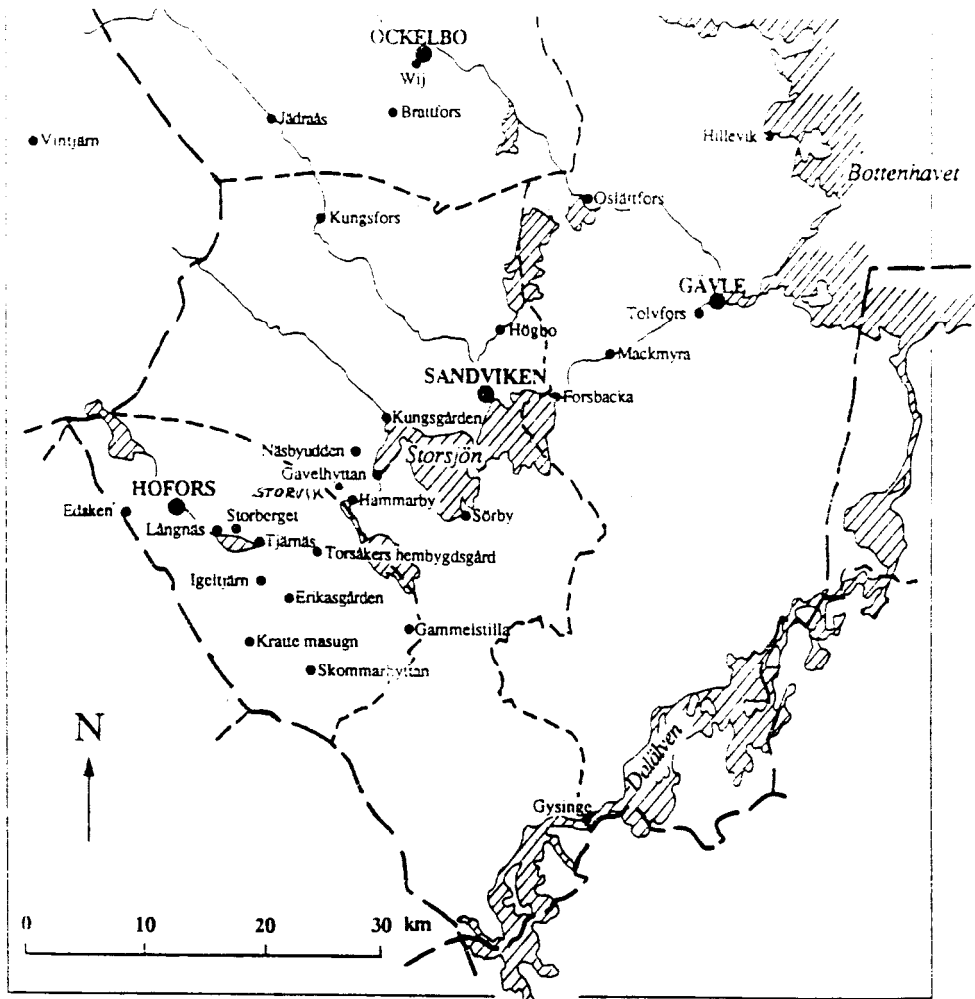 OCKELBO
Wij
Jädraås
Brattfors
Vintjärn
Hillevik
Bottenhavet
Oslättfors
Kungsfors
GÄVLE
Tolvfors
Högbo
Mackmyra
SANDVIKEN
Forsbacka
Kungsgården
Näsbyudden
Storsjön
Gavelhyttan
STORVIK
HOFORS
Hammarby
Edsken
Sörby
Storberget
Långnäs
Tjärnäs
Torsåkers hembygdsgård
Igeltjärn
Erikasgården
Gammelstilla
Kratte masugn
Skommarhyttan
N
Dalälven
Gysinge
0 10 20 30 km